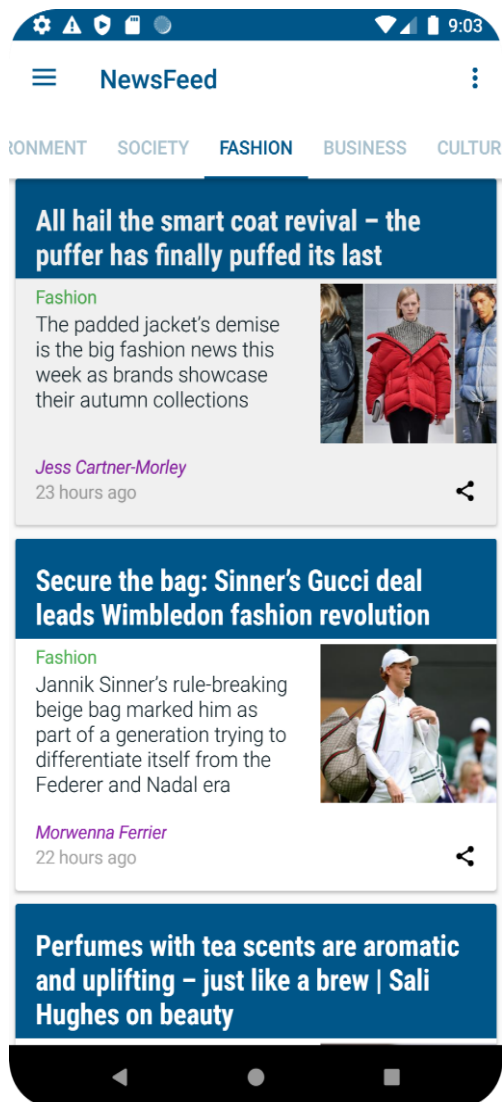 9:03
NewsFeed
RONMENT SOCIETY FASHION BUSINESS CULTUR
All hail the smart coat revival – the
puffer has finally puffed its last
Fashion
The padded jacket's demise
is the big fashion news this
week as brands showcase
their autumn collections
Jess Cartner-Morley
23 hours ago
Secure the bag: Sinner's Gucci deal
leads Wimbledon fashion revolution
Fashion
Jannik Sinner's rule-breaking
beige bag marked him as
part of a generation trying to
differentiate itself from the
Federer and Nadal era
Morwenna Ferrier
22 hours ago
Perfumes with tea scents are aromatic
and uplifting – just like a brew | Sali
Hughes on beauty